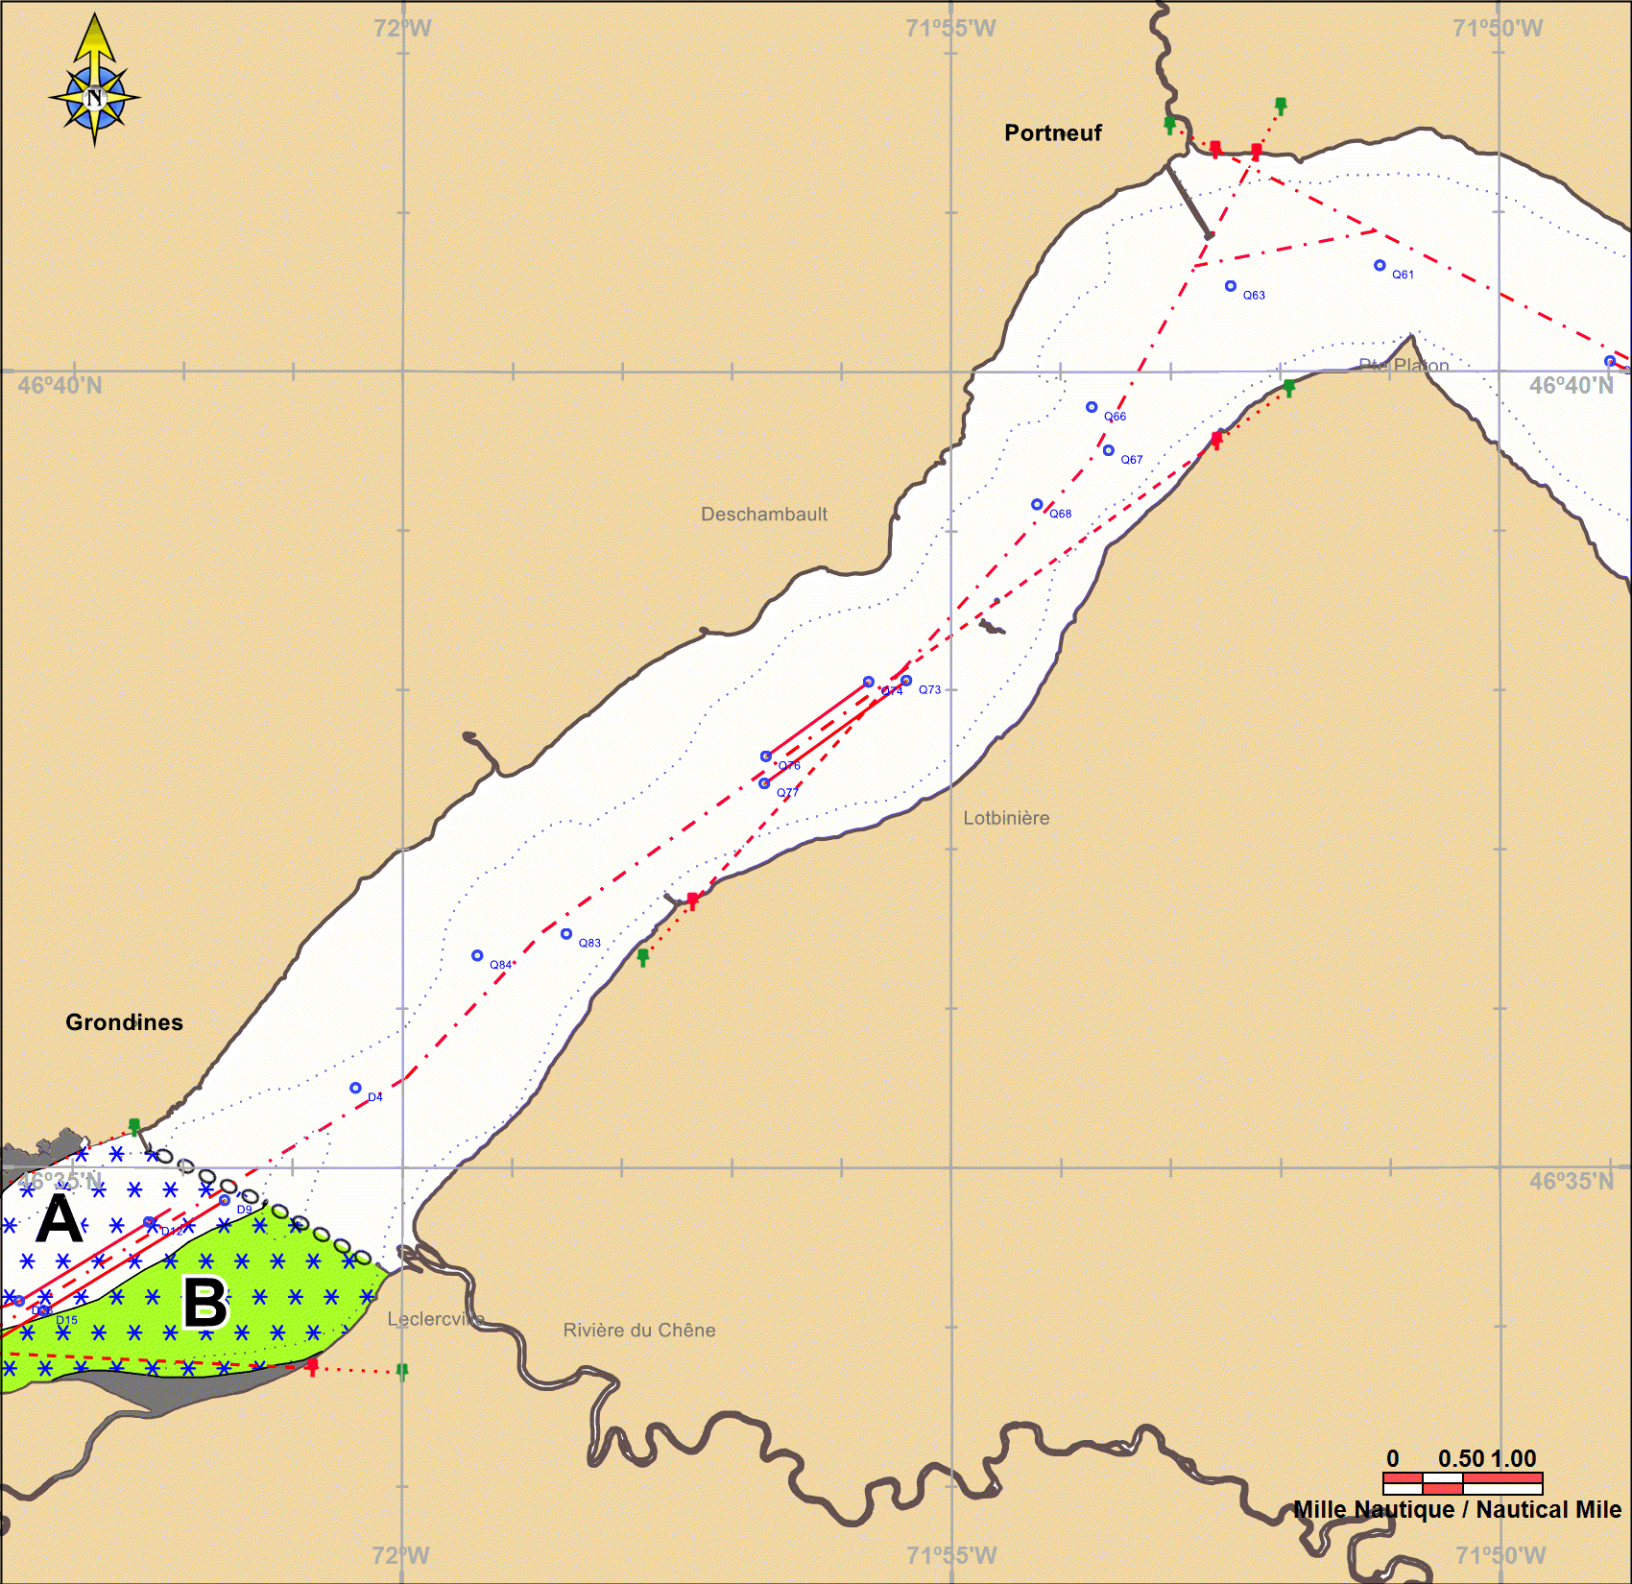 72°W
71°55'W
71°50'W
N
Portneuf
Q61
Q63
Pte Platon
46°40'N
46°40'N
Q66
Q67
Q68
Deschambault
Q74
Q73
Q76
Q77
Lotbinière
Q83
Q84
Grondines
D4
46°35'N
46°35'N
A
D9
D12
B
D15
Leclercville
Rivière du Chêne
0 0.50 1.00
Mille Nautique / Nautical Mile
72°W
71°55'W
71°50'W